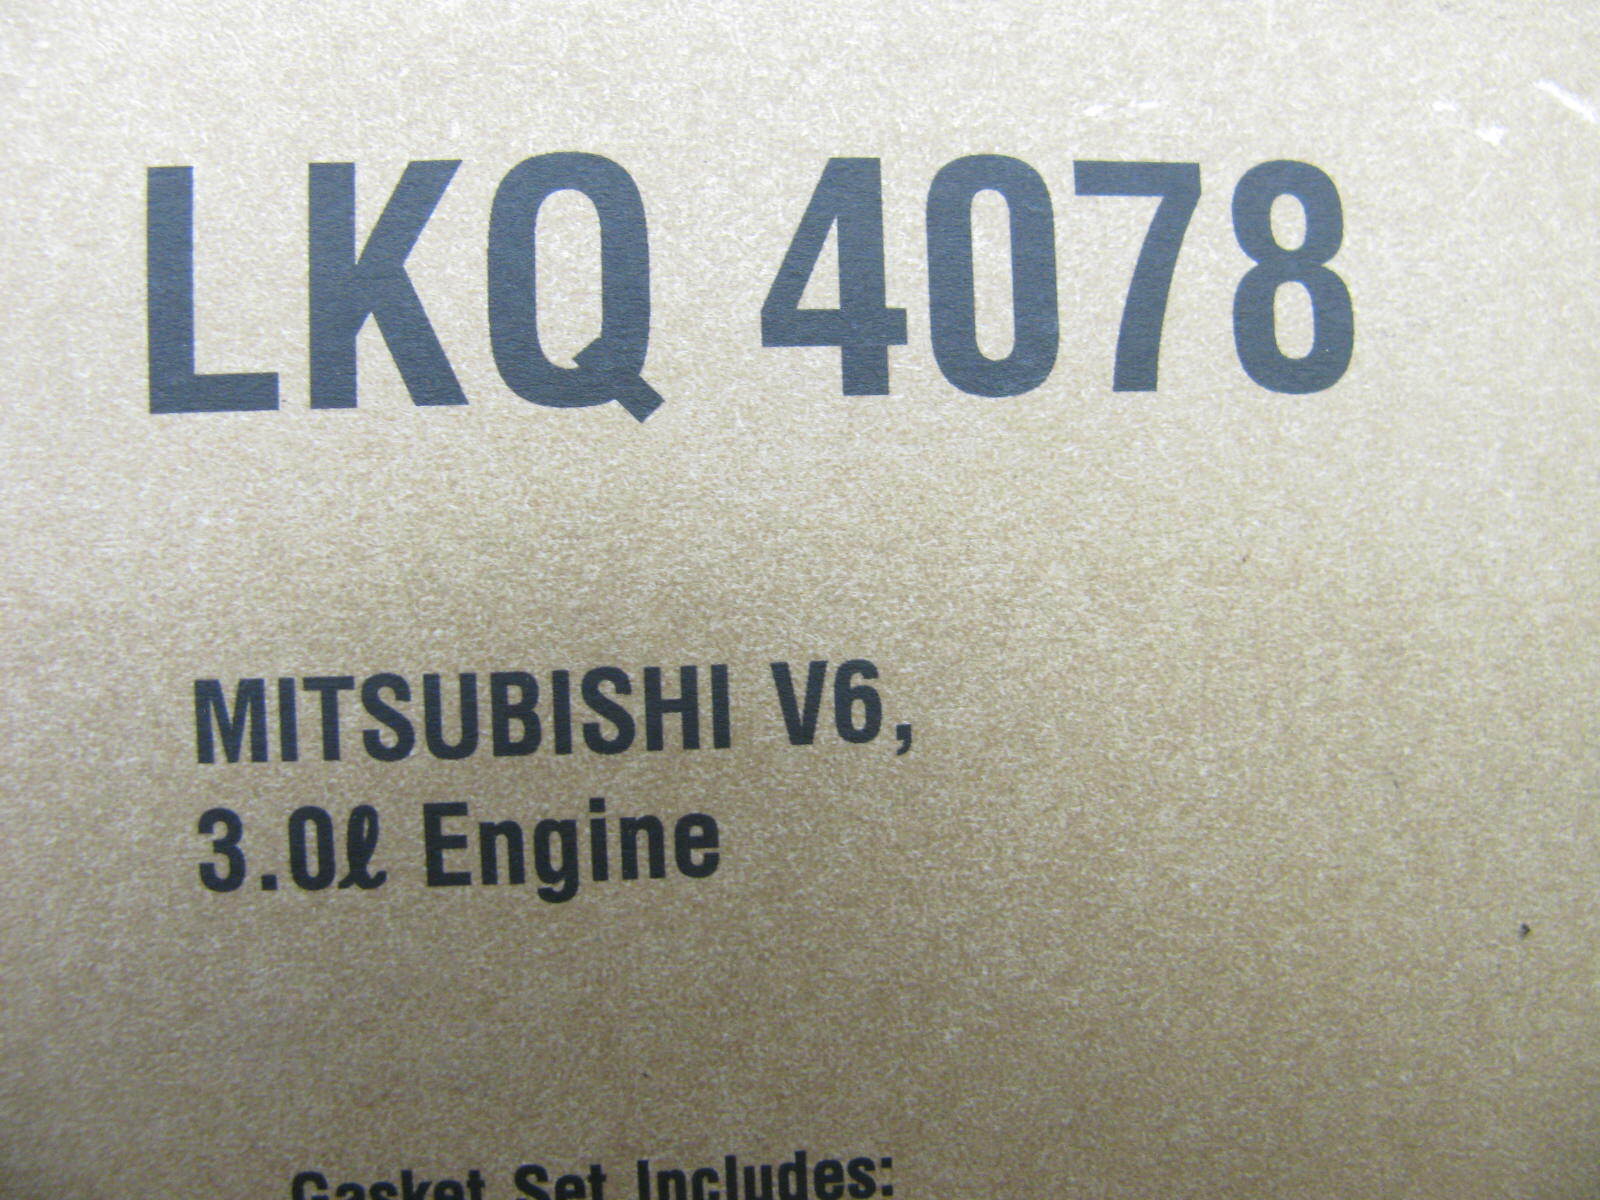 LKQ 4078
MITSUBISHI V6,
3.0ℓ Engine
Gasket Set Includes: